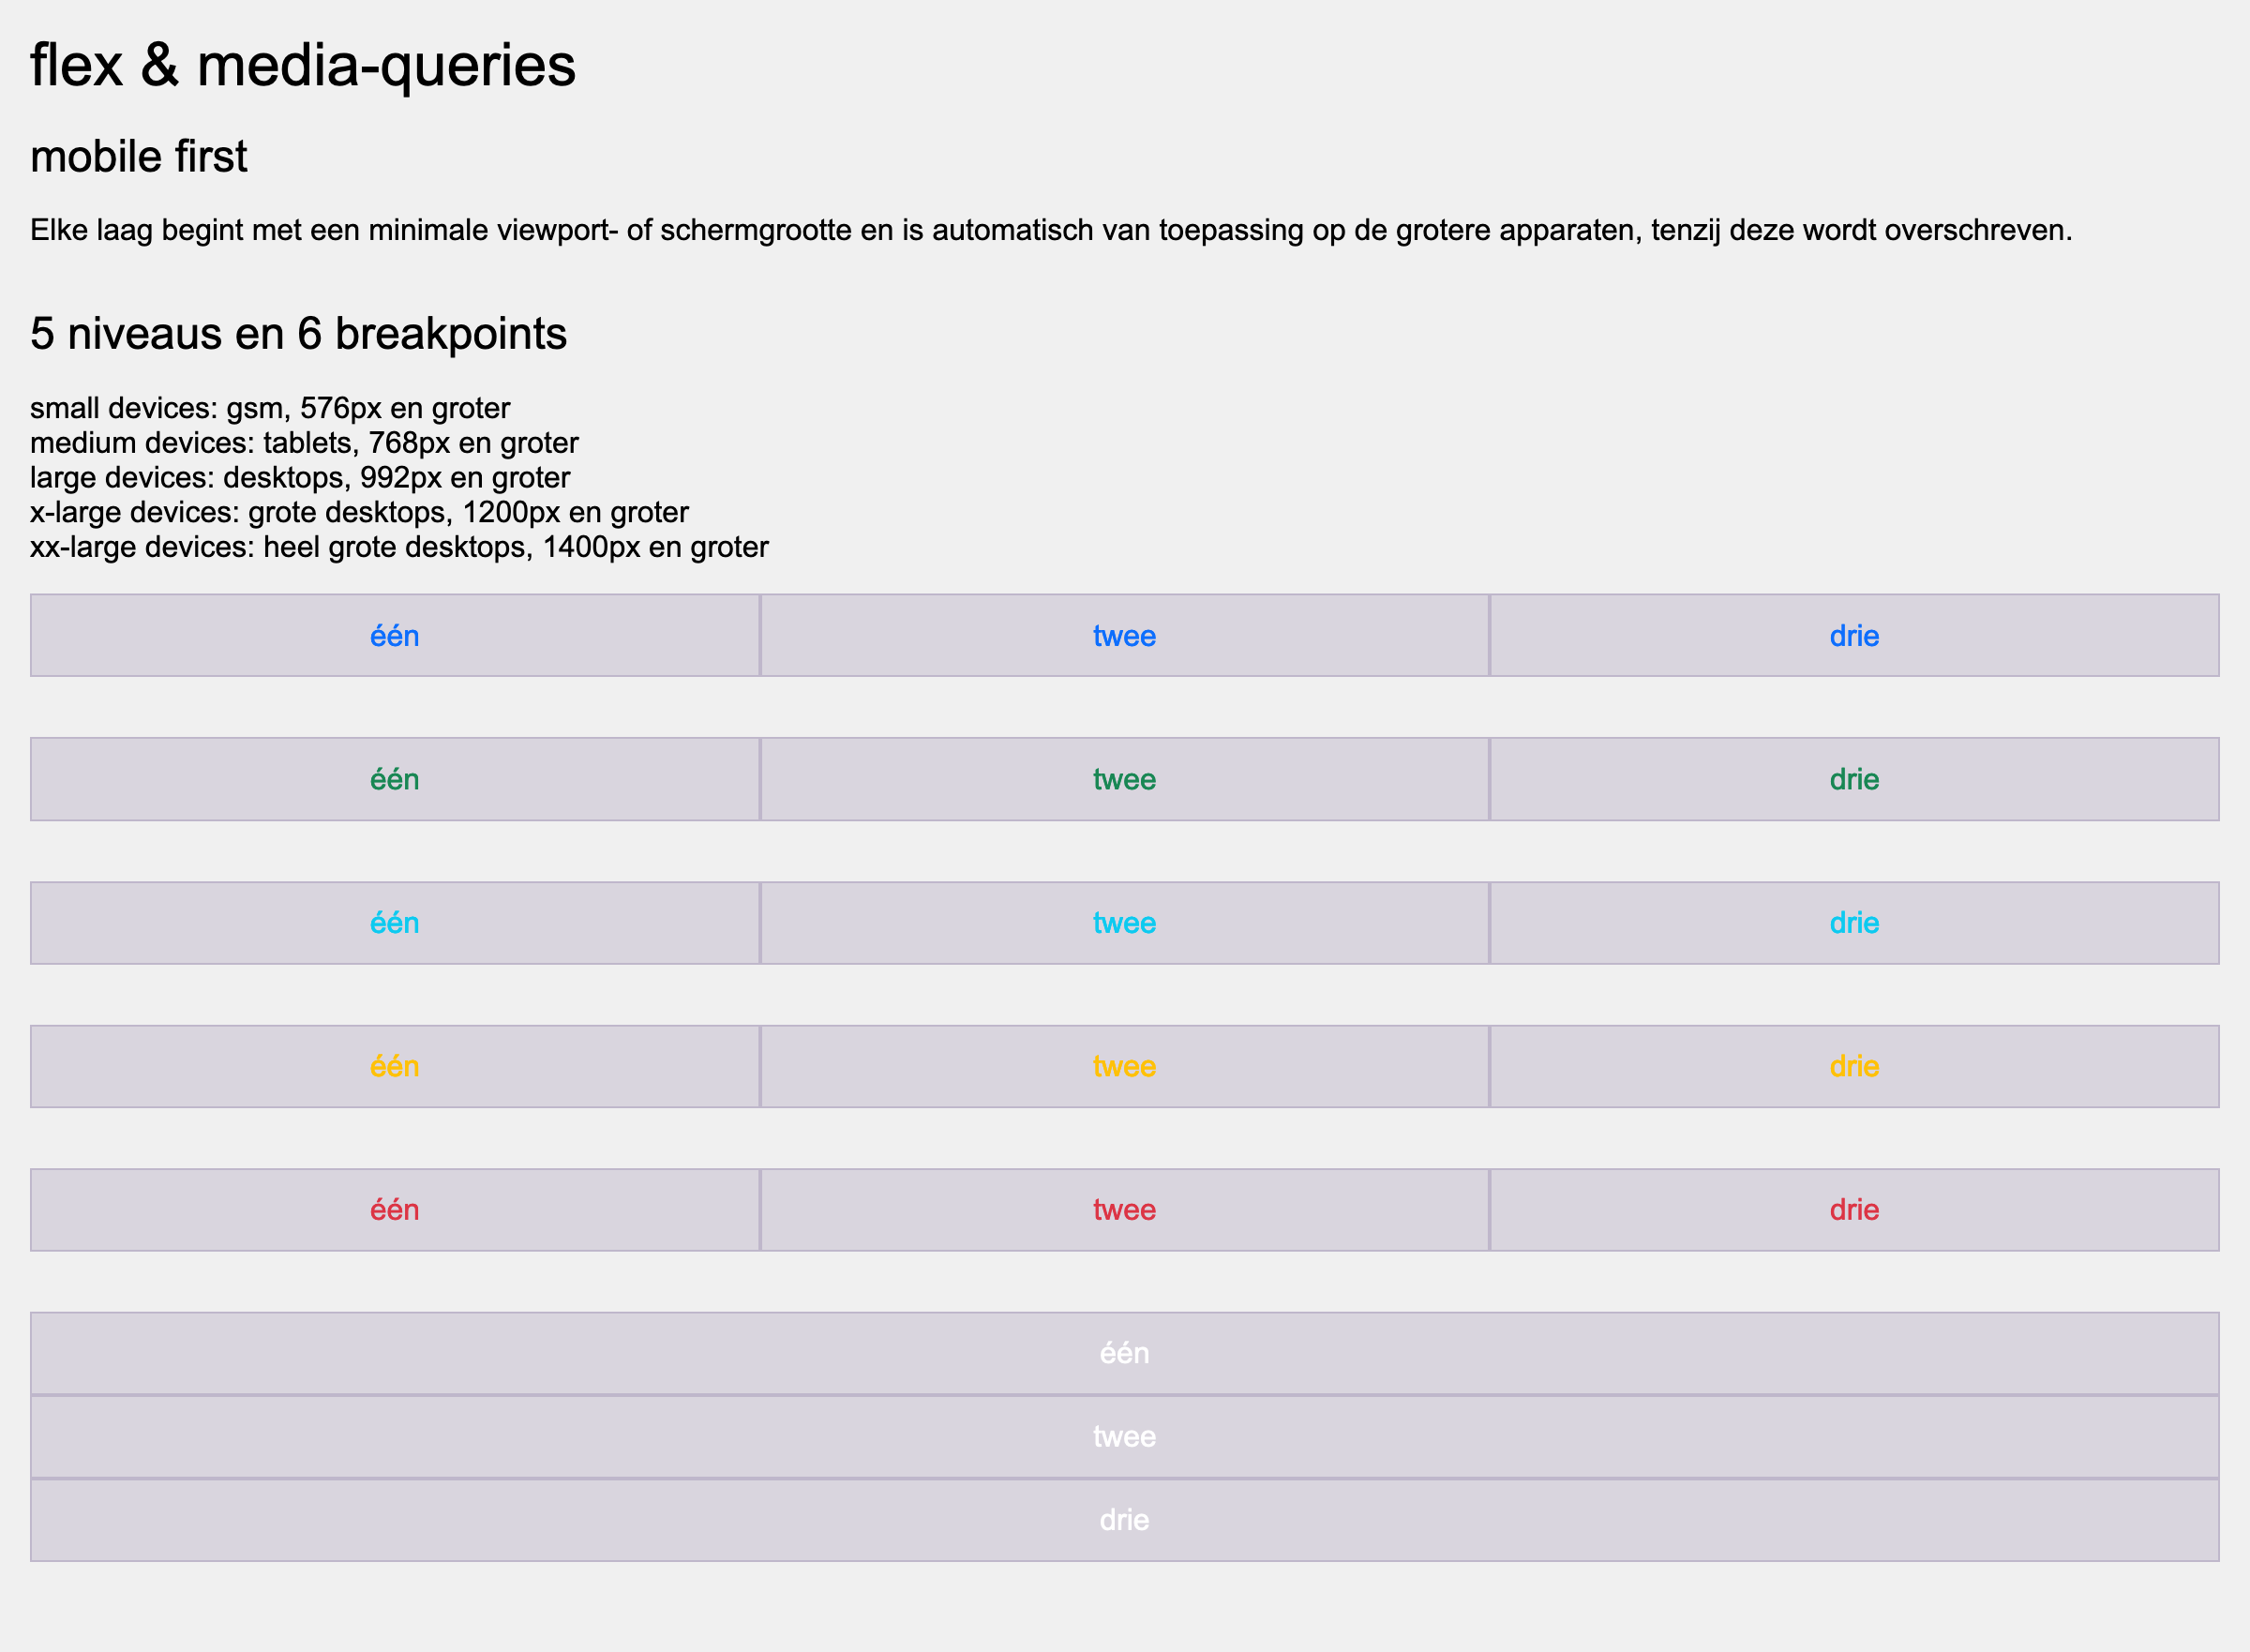 flex & media-queries
mobile first
Elke laag begint met een minimale viewport- of schermgrootte en is automatisch van toepassing op de grotere apparaten, tenzij deze wordt overschreven.
5 niveaus en 6 breakpoints
small devices: gsm, 576px en groter
medium devices: tablets, 768px en groter
large devices: desktops, 992px en groter
x-large devices: grote desktops, 1200px en groter
xx-large devices: heel grote desktops, 1400px en groter
één twee drie
één twee drie
één twee drie
één twee drie
één twee drie
één
twee
drie